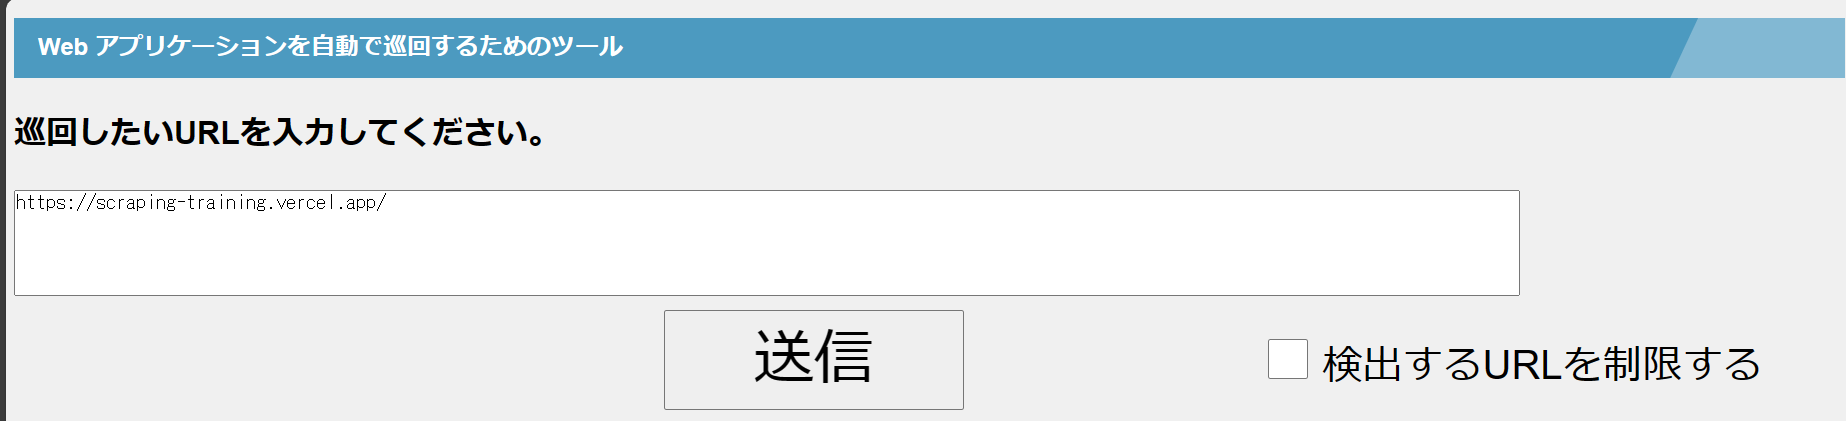 Web アプリケーションを自動で巡回するためのツール
巡回したいURLを入力してください。
https://scraping-training.vercel.app/
送信
検出するURLを制限する